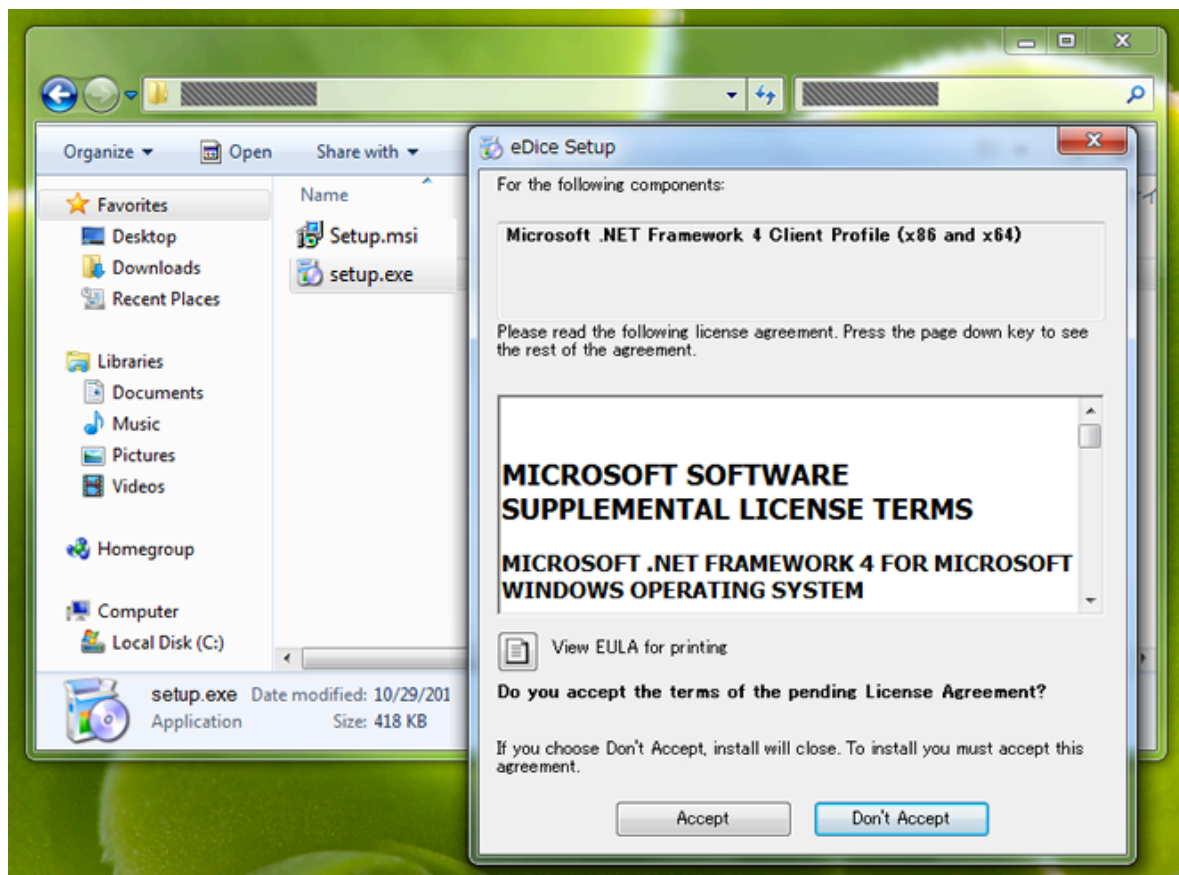 Organize
Open
Share with
Favorites
Desktop
Downloads
Recent Places
Libraries
Documents
Music
Pictures
Videos
Homegroup
Computer
Local Disk (C:)
Name
Setup.msi
setup.exe
イ
setup.exe Date modified: 10/29/201
Application Size: 418 KB
eDice Setup
For the following components:
Microsoft .NET Framework 4 Client Profile (x86 and x64)
Please read the following license agreement. Press the page down key to see
the rest of the agreement.
MICROSOFT SOFTWARE
SUPPLEMENTAL LICENSE TERMS
MICROSOFT .NET FRAMEWORK 4 FOR MICROSOFT
WINDOWS OPERATING SYSTEM
View EULA for printing
Do you accept the terms of the pending License Agreement?
If you choose Don't Accept, install will close. To install you must accept this
agreement.
Accept
Don't Accept